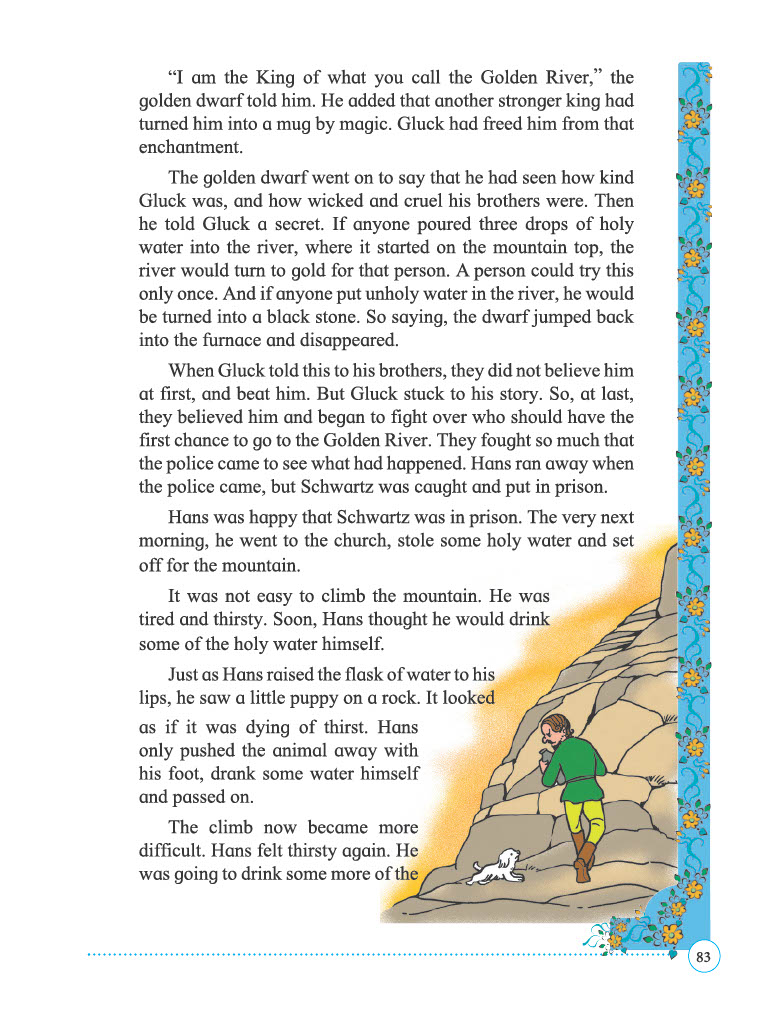 “I am the King of what you call the Golden River,” the
golden dwarf told him. He added that another stronger king had
turned him into a mug by magic. Gluck had freed him from that
enchantment.
The golden dwarf went on to say that he had seen how kind
Gluck was, and how wicked and cruel his brothers were. Then
he told Gluck a secret. If anyone poured three drops of holy
water into the river, where it started on the mountain top, the
river would turn to gold for that person. A person could try this
only once. And if anyone put unholy water in the river, he would
be turned into a black stone. So saying, the dwarf jumped back
into the furnace and disappeared.
When Gluck told this to his brothers, they did not believe him
at first, and beat him. But Gluck stuck to his story. So, at last,
they believed him and began to fight over who should have the
first chance to go to the Golden River. They fought so much that
the police came to see what had happened. Hans ran away when
the police came, but Schwartz was caught and put in prison.
Hans was happy that Schwartz was in prison. The very next
morning, he went to the church, stole some holy water and set
off for the mountain.
It was not easy to climb the mountain. He was
tired and thirsty. Soon, Hans thought he would drink
some of the holy water himself.
Just as Hans raised the flask of water to his
lips, he saw a little puppy on a rock. It looked
as if it was dying of thirst. Hans
only pushed the animal away with
his foot, drank some water himself
and passed on.
The climb now became more
difficult. Hans felt thirsty again. He
was going to drink some more of the
83